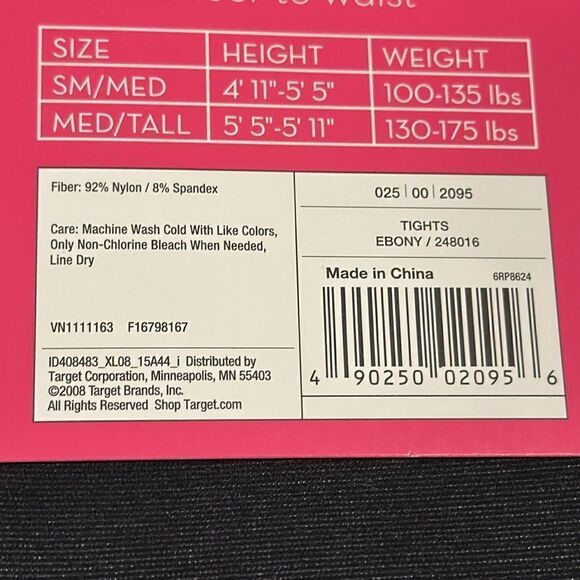 to waist
SIZE HEIGHT WEIGHT
SM/MED 4' 11"-5' 5" 100-135 lbs
MED/TALL 5' 5"-5' 11" 130-175 lbs
Fiber: 92% Nylon / 8% Spandex
Care: Machine Wash Cold With Like Colors,
Only Non-Chlorine Bleach When Needed,
Line Dry
VN1111163 F16798167
ID408483_XL08_15A44_i Distributed by
Target Corporation, Minneapolis, MN 55403
©2008 Target Brands, Inc.
All Rights Reserved Shop Target.com
025 | 00 | 2095
TIGHTS
EBONY / 248016
Made in China 6RP8624
4 90250 02095 6